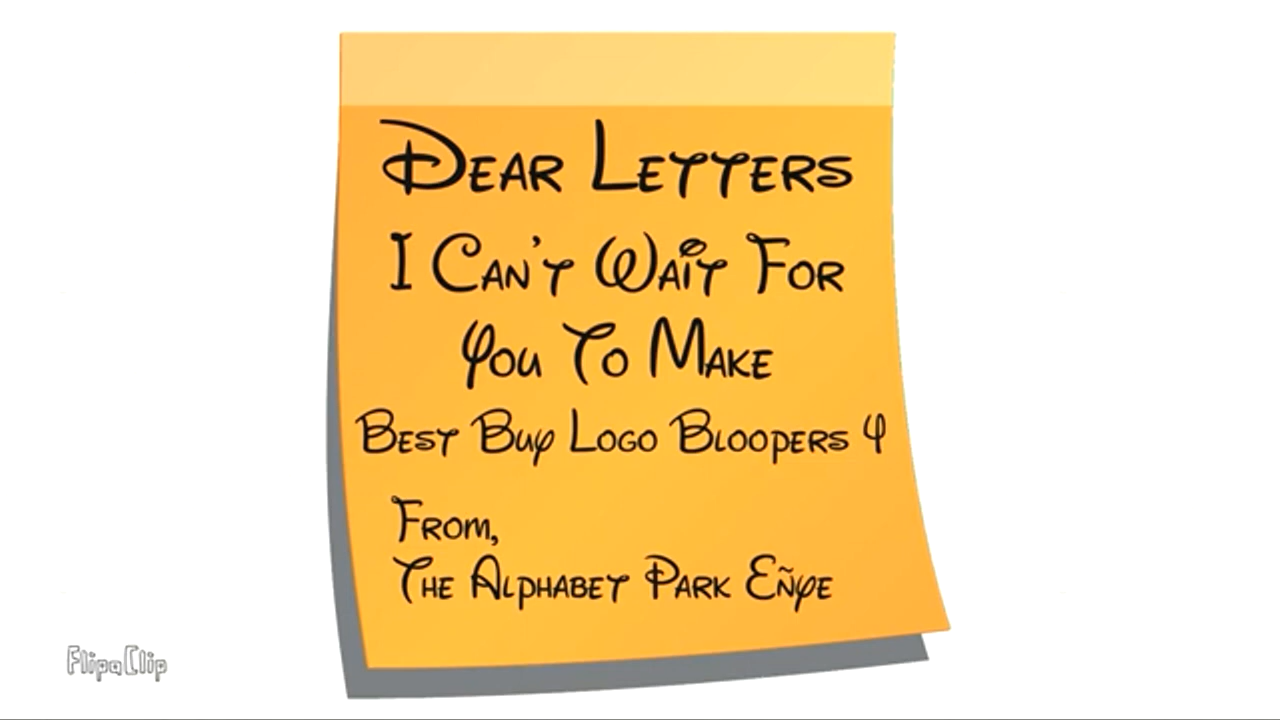 Dear Letters
I Can't Wait For
You To Make
Best Buy Logo Bloopers 4
From,
The Alphabet Park Eñye
FlipaClip